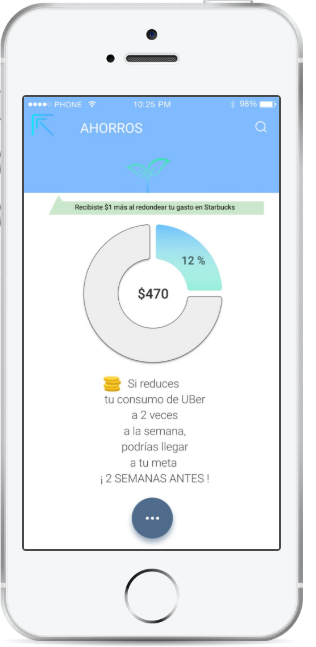 PHONE 10:25 PM 98%
AHORROS
Recibiste $1 más al redondear tu gasto en Starbucks
12 %
$470
Si reduces
tu consumo de UBer
a 2 veces
a la semana,
podrías llegar
a tu meta
¡ 2 SEMANAS ANTES !